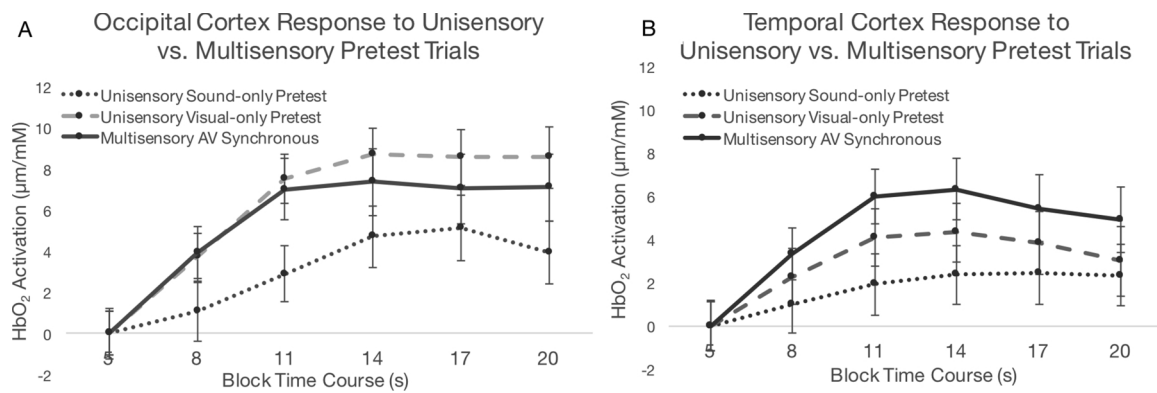 A
Occipital Cortex Response to Unisensory
vs. Multisensory Pretest Trials
12
10
8
6
4
2
0
-2
HbO₂ Activation (μm/mM)
Unisensory Sound-only Pretest
Unisensory Visual-only Pretest
Multisensory AV Synchronous
5 8 11 14 17 20
Block Time Course (s)
B
Temporal Cortex Response to
Unisensory vs. Multisensory Pretest Trials
12
10
8
6
4
2
0
-2
HbO₂ Activation (μm/mM)
Unisensory Sound-only Pretest
Unisensory Visual-only Pretest
Multisensory AV Synchronous
5 8 11 14 17 20
Block Time Course (s)